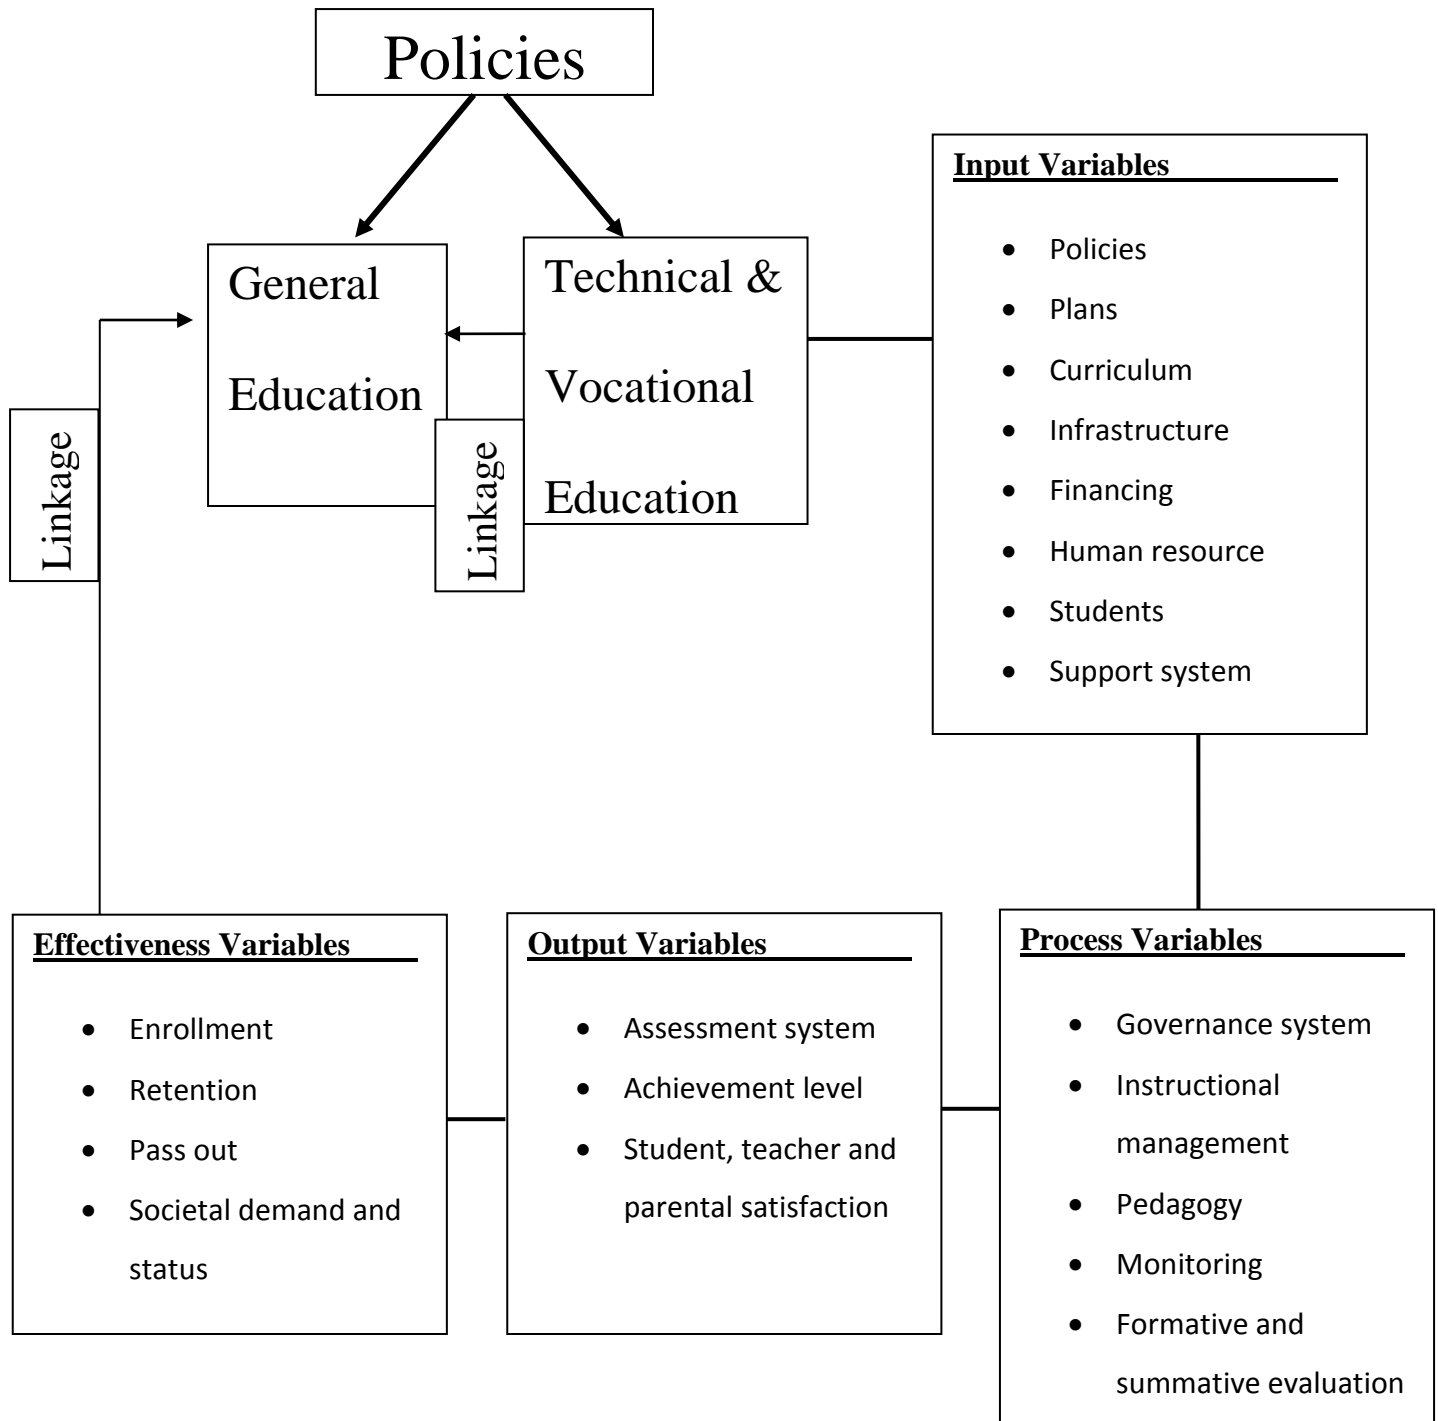 Policies
General
Education
Linkage
Technical &
Vocational
Education
Linkage
Input Variables
• Policies
• Plans
• Curriculum
• Infrastructure
• Financing
• Human resource
• Students
• Support system
Effectiveness Variables
• Enrollment
• Retention
• Pass out
• Societal demand and
status
Output Variables
• Assessment system
• Achievement level
• Student, teacher and
parental satisfaction
Process Variables
• Governance system
• Instructional
management
• Pedagogy
• Monitoring
• Formative and
summative evaluation